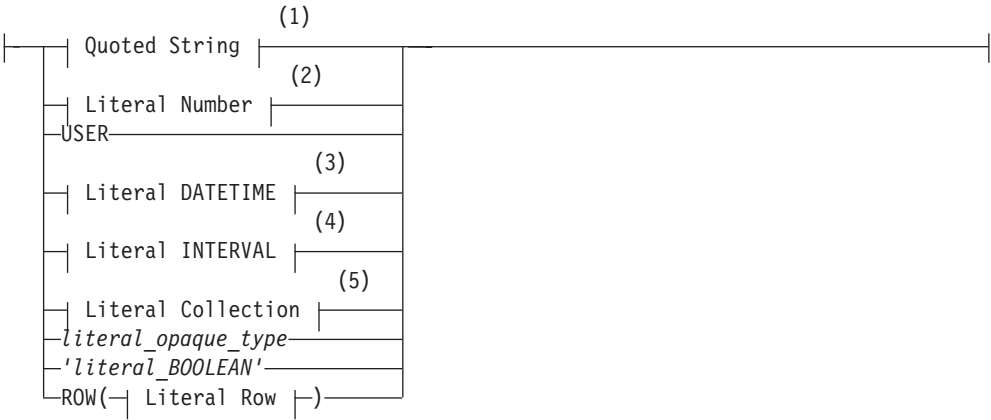 (1)
Quoted String
(2)
Literal Number
USER
(3)
Literal DATETIME
(4)
Literal INTERVAL
(5)
Literal Collection
literal_opaque_type
'literal_BOOLEAN'
ROW( Literal Row )